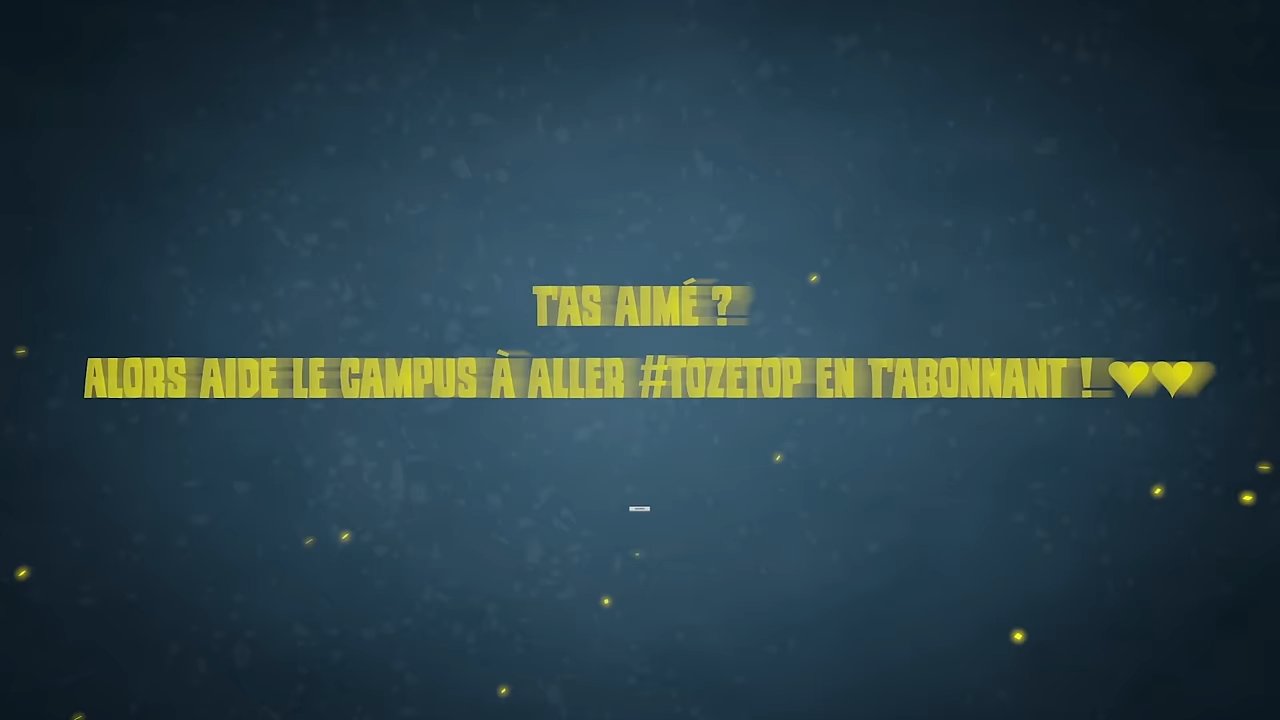 T'AS AIMÉ ?
ALORS AIDE LE CAMPUS À ALLER #TOZETOP EN T'ABONNANT ! ♥♥